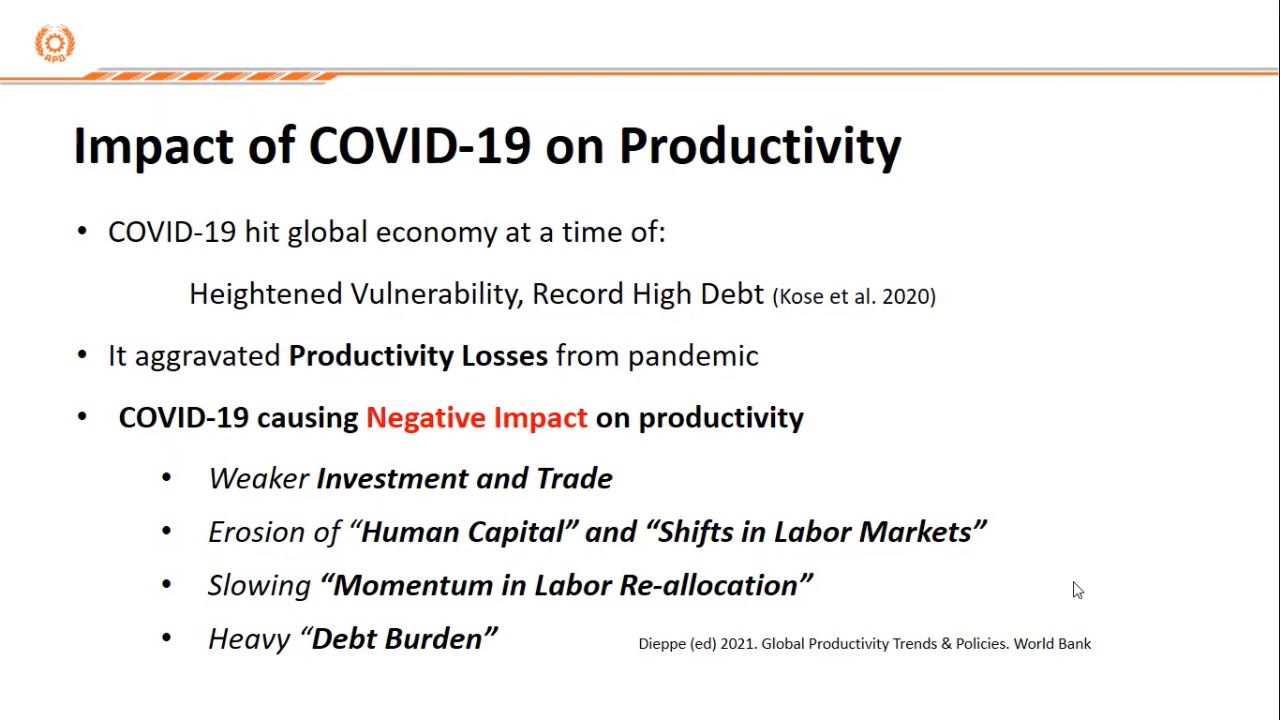 APO
Impact of COVID-19 on Productivity
• COVID-19 hit global economy at a time of:
Heightened Vulnerability, Record High Debt (Kose et al. 2020)
• It aggravated Productivity Losses from pandemic
• COVID-19 causing Negative Impact on productivity
• Weaker Investment and Trade
• Erosion of “Human Capital” and “Shifts in Labor Markets”
• Slowing “Momentum in Labor Re-allocation”
• Heavy “Debt Burden”
Dieppe (ed) 2021. Global Productivity Trends & Policies. World Bank